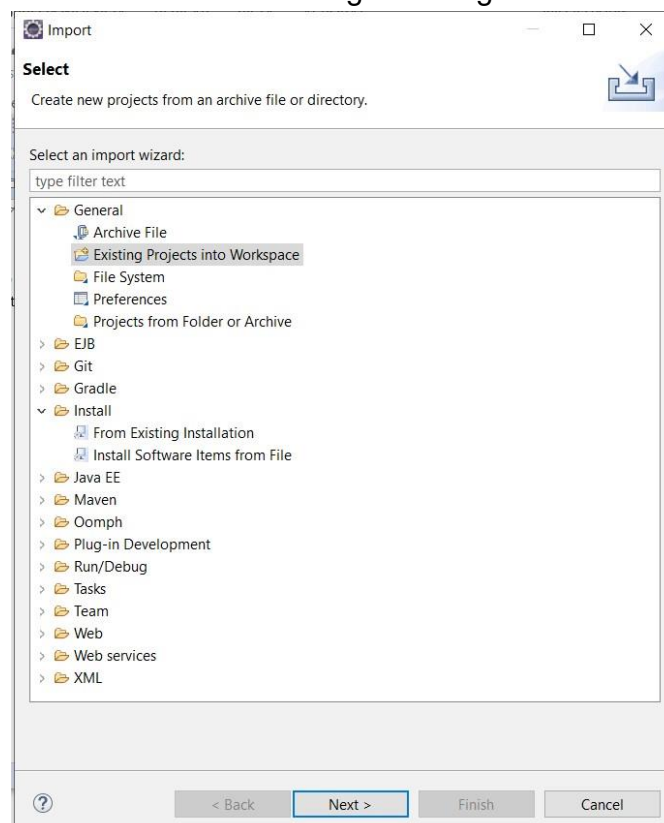 Import
Select
Create new projects from an archive file or directory.
Select an import wizard:
type filter text
General
Archive File
Existing Projects into Workspace
File System
Preferences
Projects from Folder or Archive
EJB
Git
Gradle
Install
From Existing Installation
Install Software Items from File
Java EE
Maven
Oomph
Plug-in Development
Run/Debug
Tasks
Team
Web
Web services
XML
< Back Next > Finish Cancel